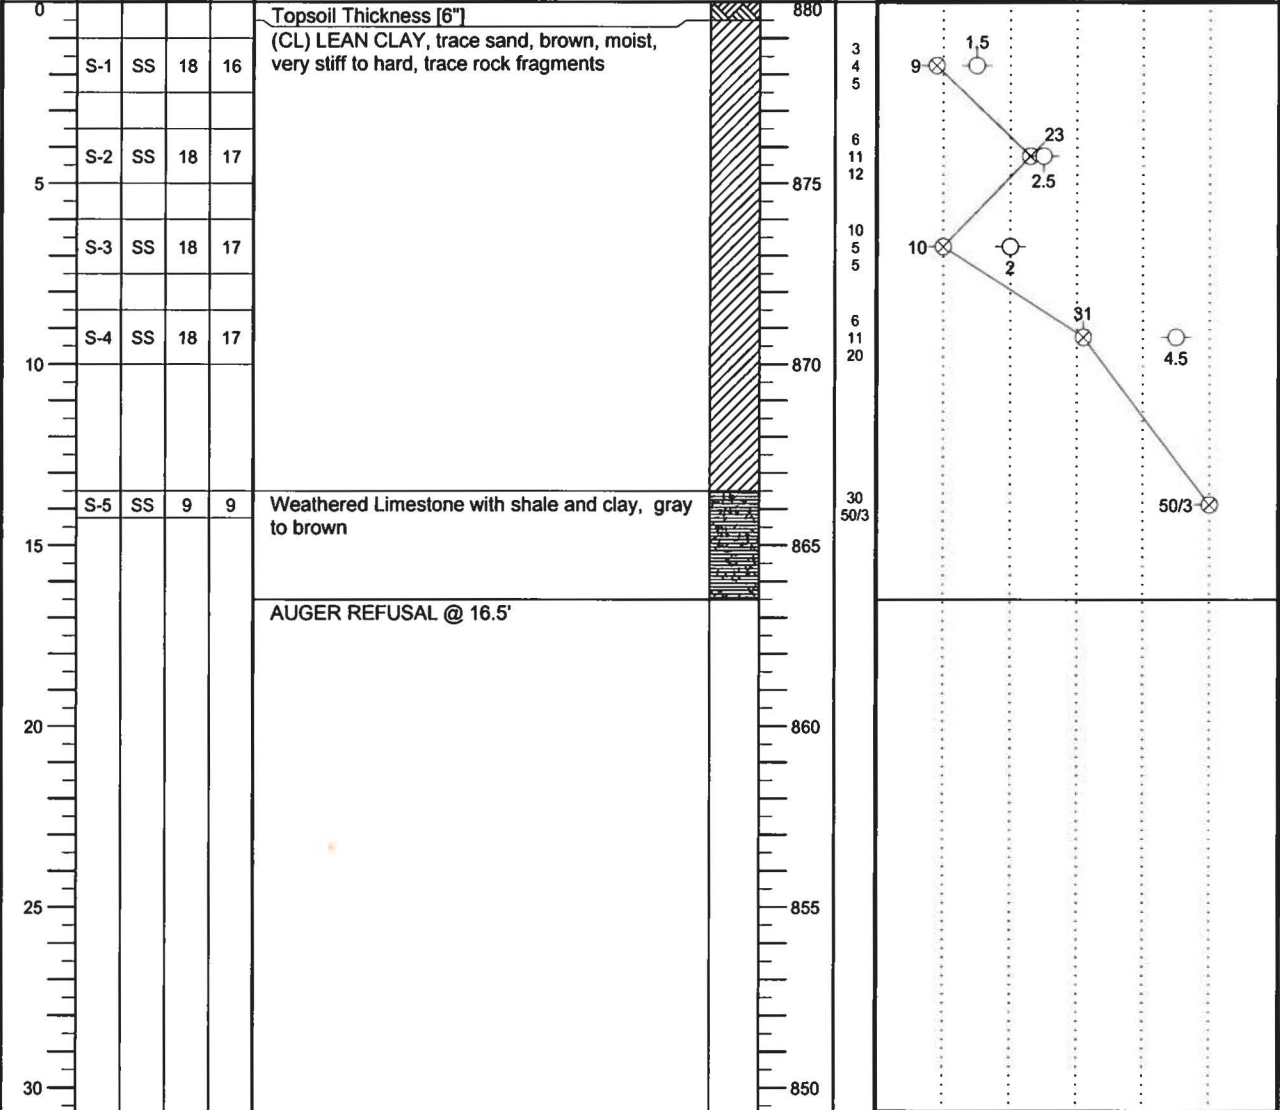 0 Topsoil Thickness [6"] 880
(CL) LEAN CLAY, trace sand, brown, moist,
very stiff to hard, trace rock fragments
S-1 SS 18 16
3
4
5
9 1.5
S-2 SS 18 17
6
11
12
23
2.5
5 875
S-3 SS 18 17
10
5
5
10
2
S-4 SS 18 17
6
11
20
31
4.5
10 870
S-5 SS 9 9 Weathered Limestone with shale and clay, gray
to brown
30
50/3
50/3
15 865
AUGER REFUSAL @ 16.5'
20 860
25 855
30 850